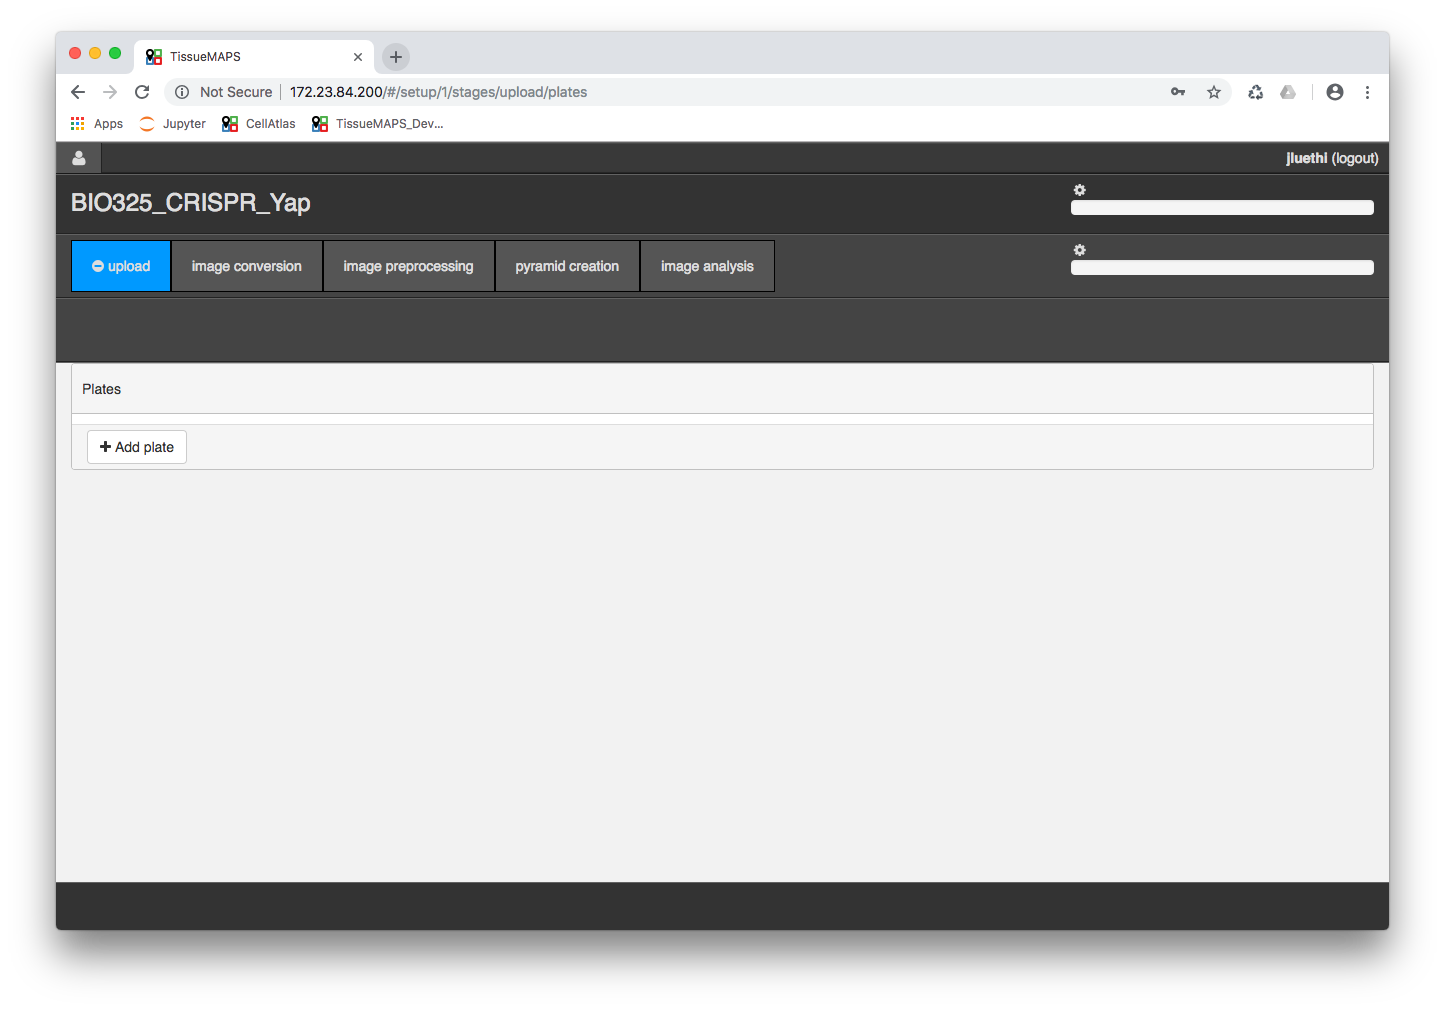 TissueMAPS
Not Secure 172.23.84.200/#/setup/1/stages/upload/plates
Apps Jupyter CellAtlas TissueMAPS_Dev...
jluethi (logout)
BIO325_CRISPR_Yap
upload image conversion image preprocessing pyramid creation image analysis
Plates
Add plate